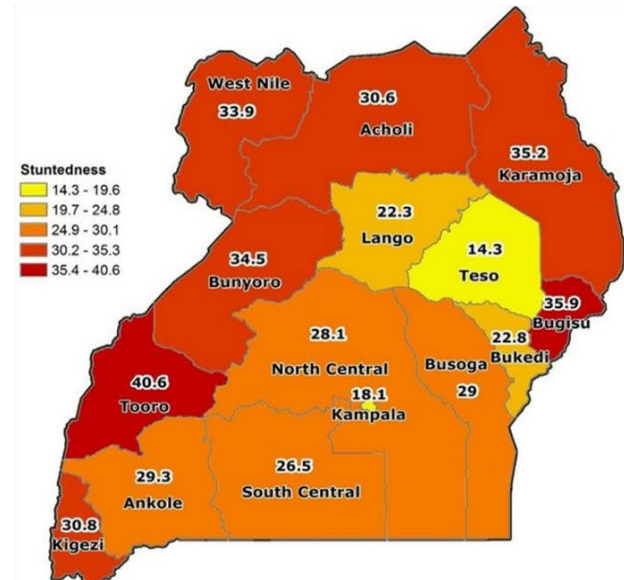 West Nile
33.9
30.6
Acholi
35.2
Karamoja
Stuntedness
14.3 - 19.6
19.7 - 24.8
24.9 - 30.1
30.2 - 35.3
35.4 - 40.6
22.3
Lango
14.3
Teso
34.5
Bunyoro
35.9
Bugisu
28.1
North Central
Busoga
29
22.8
Bukedi
40.6
Tooro
18.1
Kampala
29.3
Ankole
26.5
South Central
30.8
Kigezi